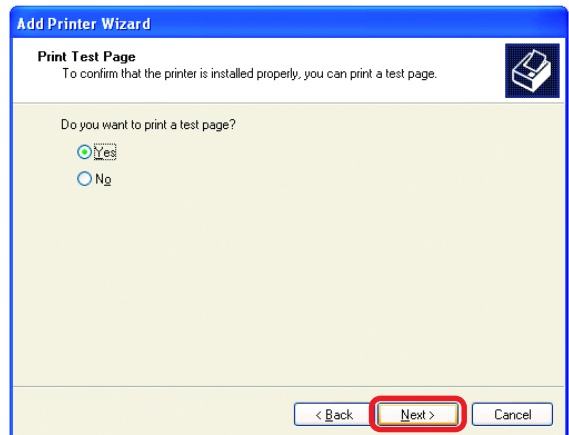 Add Printer Wizard
Print Test Page
To confirm that the printer is installed properly, you can print a test page.
Do you want to print a test page?
Yes
No
< Back Next > Cancel